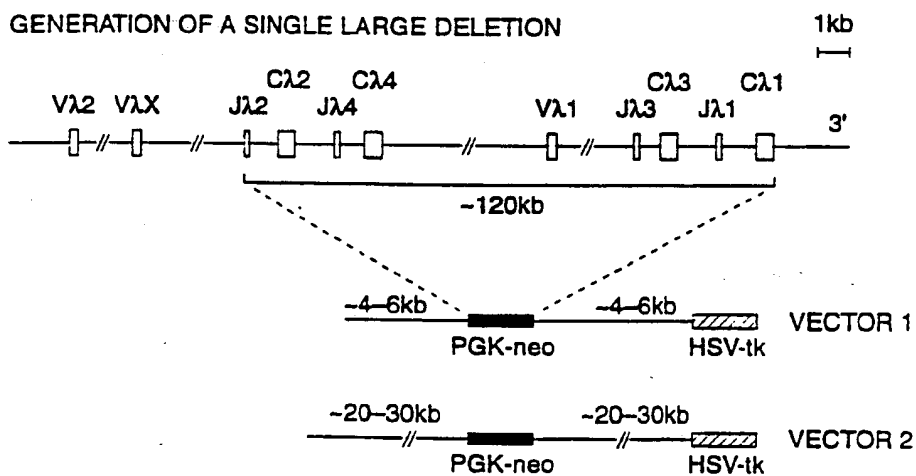 GENERATION OF A SINGLE LARGE DELETION
1kb
Cλ2 Cλ4 Cλ3 Cλ1
Vλ2 VλX Jλ2 Jλ4 Vλ1 Jλ3 Jλ1
3'
~120kb
~4–6kb ~4–6kb
VECTOR 1
PGK-neo HSV-tk
~20–30kb ~20–30kb
VECTOR 2
PGK-neo HSV-tk